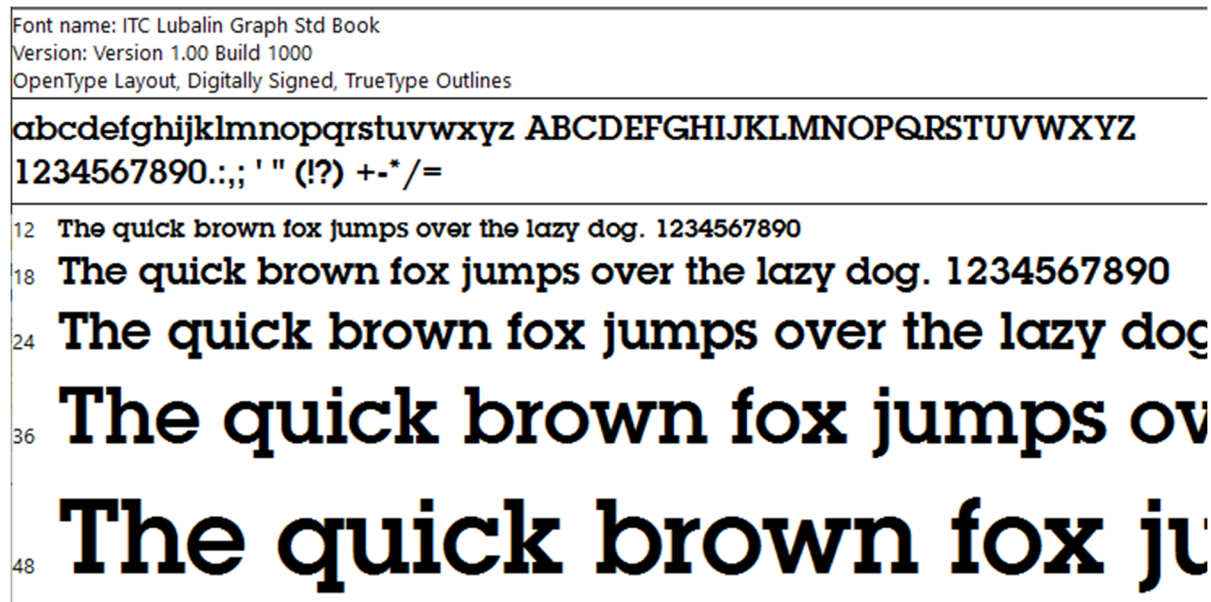 Font name: ITC Lubalin Graph Std Book
Version: Version 1.00 Build 1000
OpenType Layout, Digitally Signed, TrueType Outlines
abcdefghijklmnopqrstuvwxyz ABCDEFGHIJKLMNOPQRSTUVWXYZ
1234567890.:,; ' " (!?) +-*/=
12 The quick brown fox jumps over the lazy dog. 1234567890
18 The quick brown fox jumps over the lazy dog. 1234567890
24 The quick brown fox jumps over the lazy dog
36 The quick brown fox jumps ov
48 The quick brown fox ju